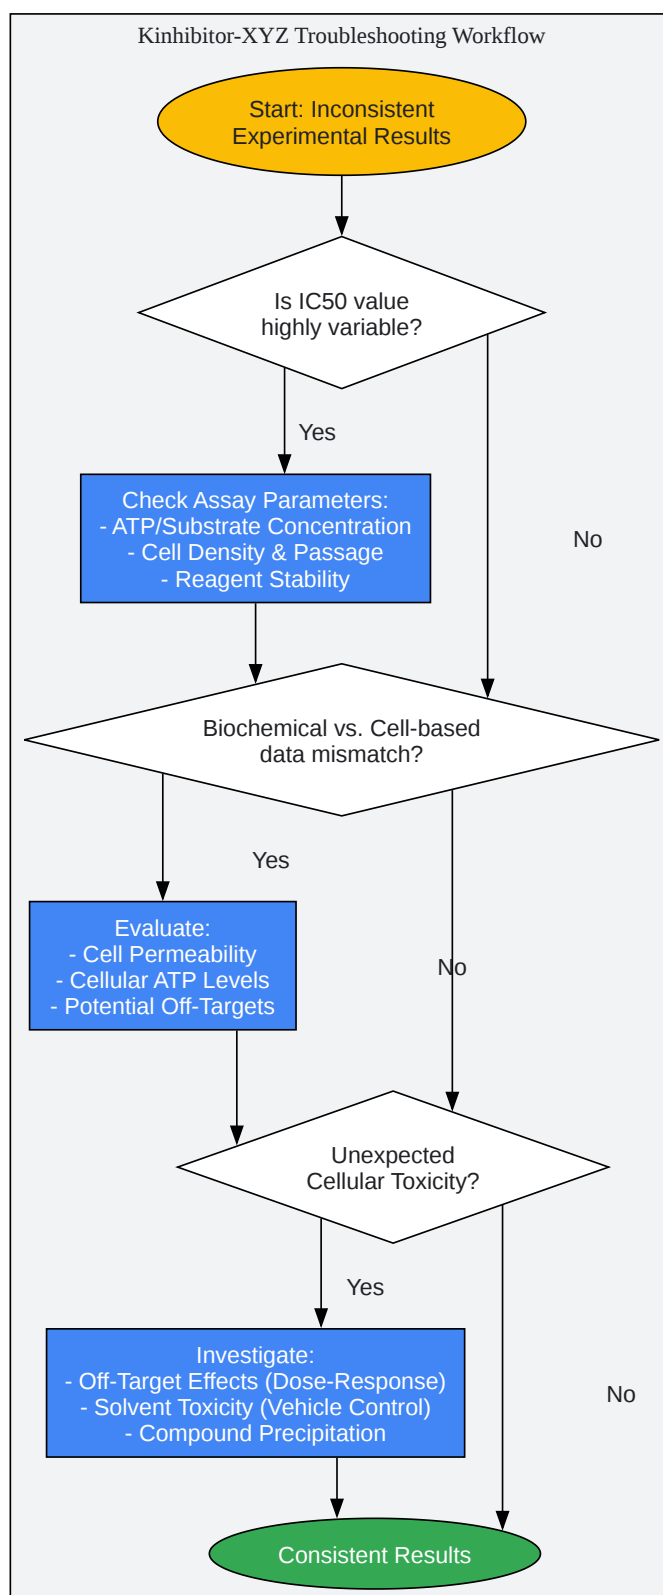 Kinhibitor-XYZ Troubleshooting Workflow
Start: Inconsistent
Experimental Results
Is IC50 value
highly variable?
Yes
Check Assay Parameters:
- ATP/Substrate Concentration
- Cell Density & Passage
- Reagent Stability
No
Biochemical vs. Cell-based
data mismatch?
Yes
Evaluate:
- Cell Permeability
- Cellular ATP Levels
- Potential Off-Targets
No
Unexpected
Cellular Toxicity?
Yes
Investigate:
- Off-Target Effects (Dose-Response)
- Solvent Toxicity (Vehicle Control)
- Compound Precipitation
No
Consistent Results